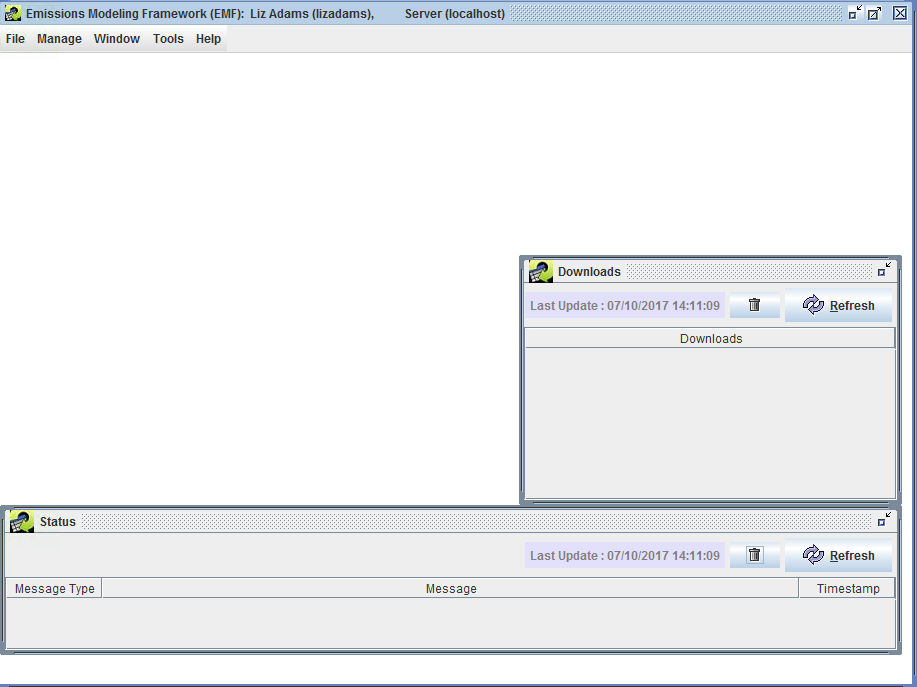 Emissions Modeling Framework (EMF): Liz Adams (lizadams), Server (localhost)
File Manage Window Tools Help
Downloads
Last Update : 07/10/2017 14:11:09 Refresh
Downloads
Status
Last Update : 07/10/2017 14:11:09 Refresh
Message Type Message Timestamp